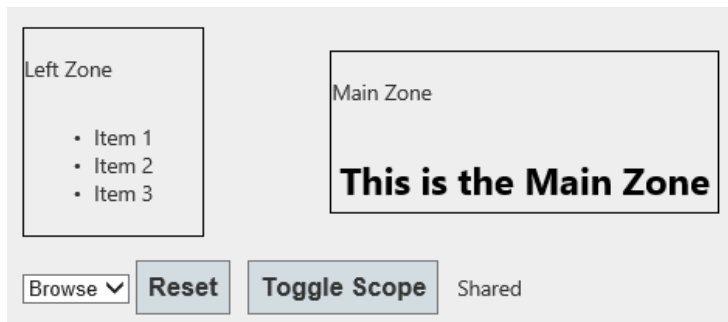 Left Zone
• Item 1
• Item 2
• Item 3
Main Zone
This is the Main Zone
Browse Reset Toggle Scope Shared